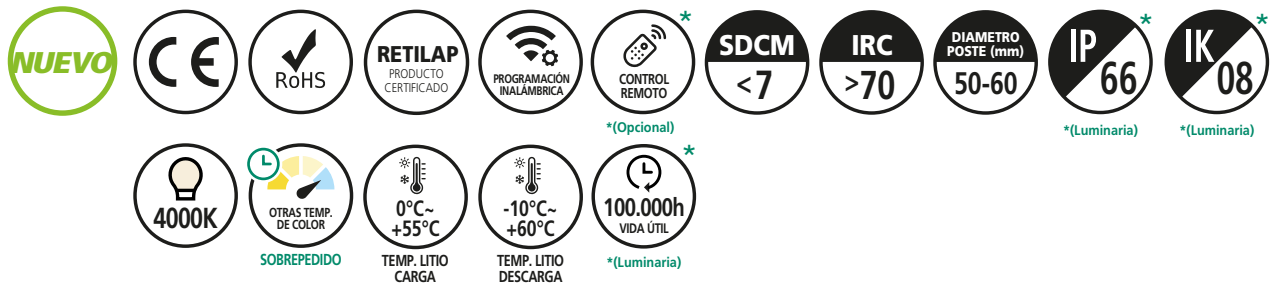 NUEVO
CE
RoHS
RETILAP
PRODUCTO
CERTIFICADO
PROGRAMACIÓN
INALÁMBRICA
*
CONTROL
REMOTO
*(Opcional)
SDCM
<7
IRC
>70
DIAMETRO
POSTE (mm)
50-60
*
IP
66
*(Luminaria)
*
IK
08
*(Luminaria)
4000K
OTRAS TEMP.
DE COLOR
SOBREPEDIDO
0°C~
+55°C
TEMP. LITIO
CARGA
-10°C~
+60°C
TEMP. LITIO
DESCARGA
*
100.000h
VIDA ÚTIL
*(Luminaria)